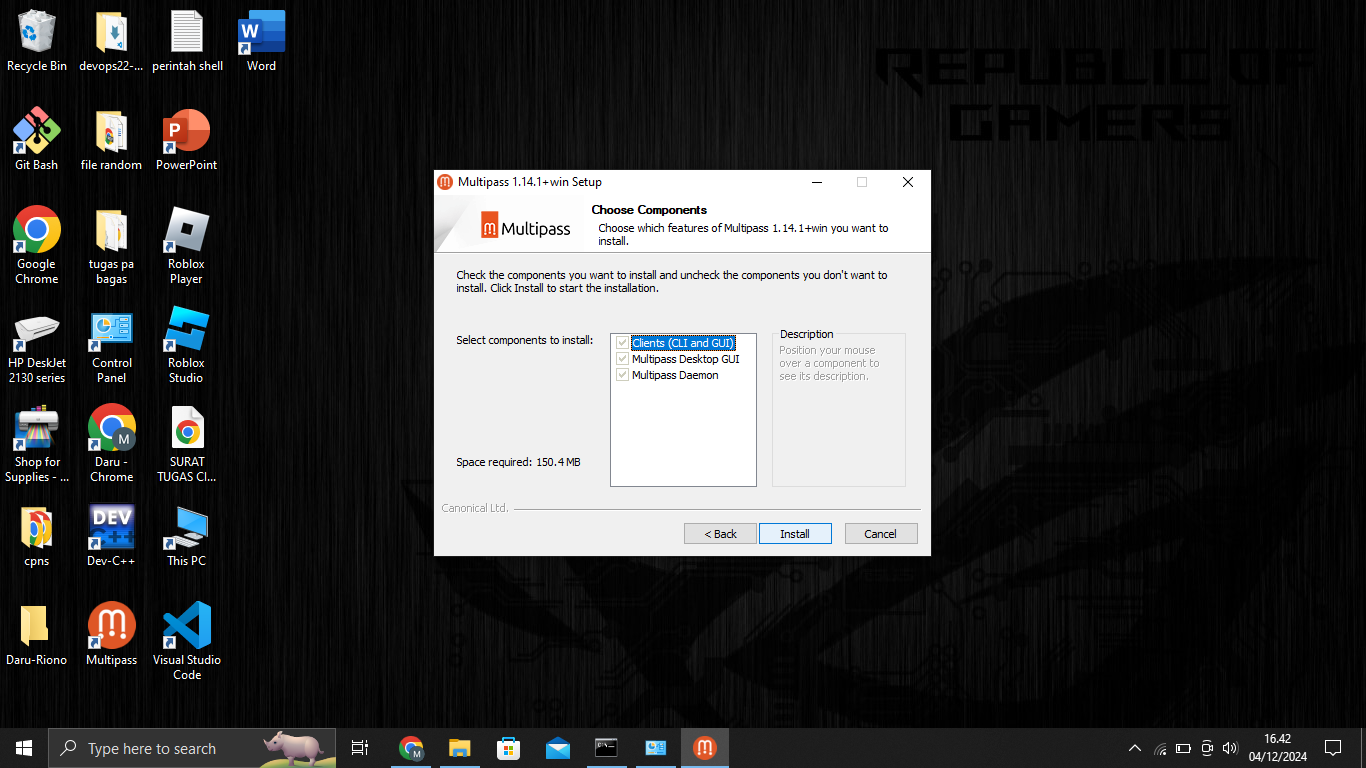 Recycle Bin
devops22-...
perintah shell
Word
REPUBLIC OF
GAMERS
Git Bash
file random
PowerPoint
Google
Chrome
tugas pa
bagas
Roblox
Player
HP DeskJet
2130 series
Control
Panel
Roblox
Studio
Shop for
Supplies - ...
Daru -
Chrome
SURAT
TUGAS CI...
cpns
DEV
C++
Dev-C++
This PC
Daru-Riono
Multipass
Visual Studio
Code
Multipass 1.14.1+win Setup
Multipass
Choose Components
Choose which features of Multipass 1.14.1+win you want to
install.
Check the components you want to install and uncheck the components you don't want to
install. Click Install to start the installation.
Select components to install:
Clients (CLI and GUI)
Multipass Desktop GUI
Multipass Daemon
Description
Position your mouse
over a component to
see its description.
Space required: 150.4 MB
Canonical Ltd.
< Back
Install
Cancel
Type here to search
16.42
04/12/2024